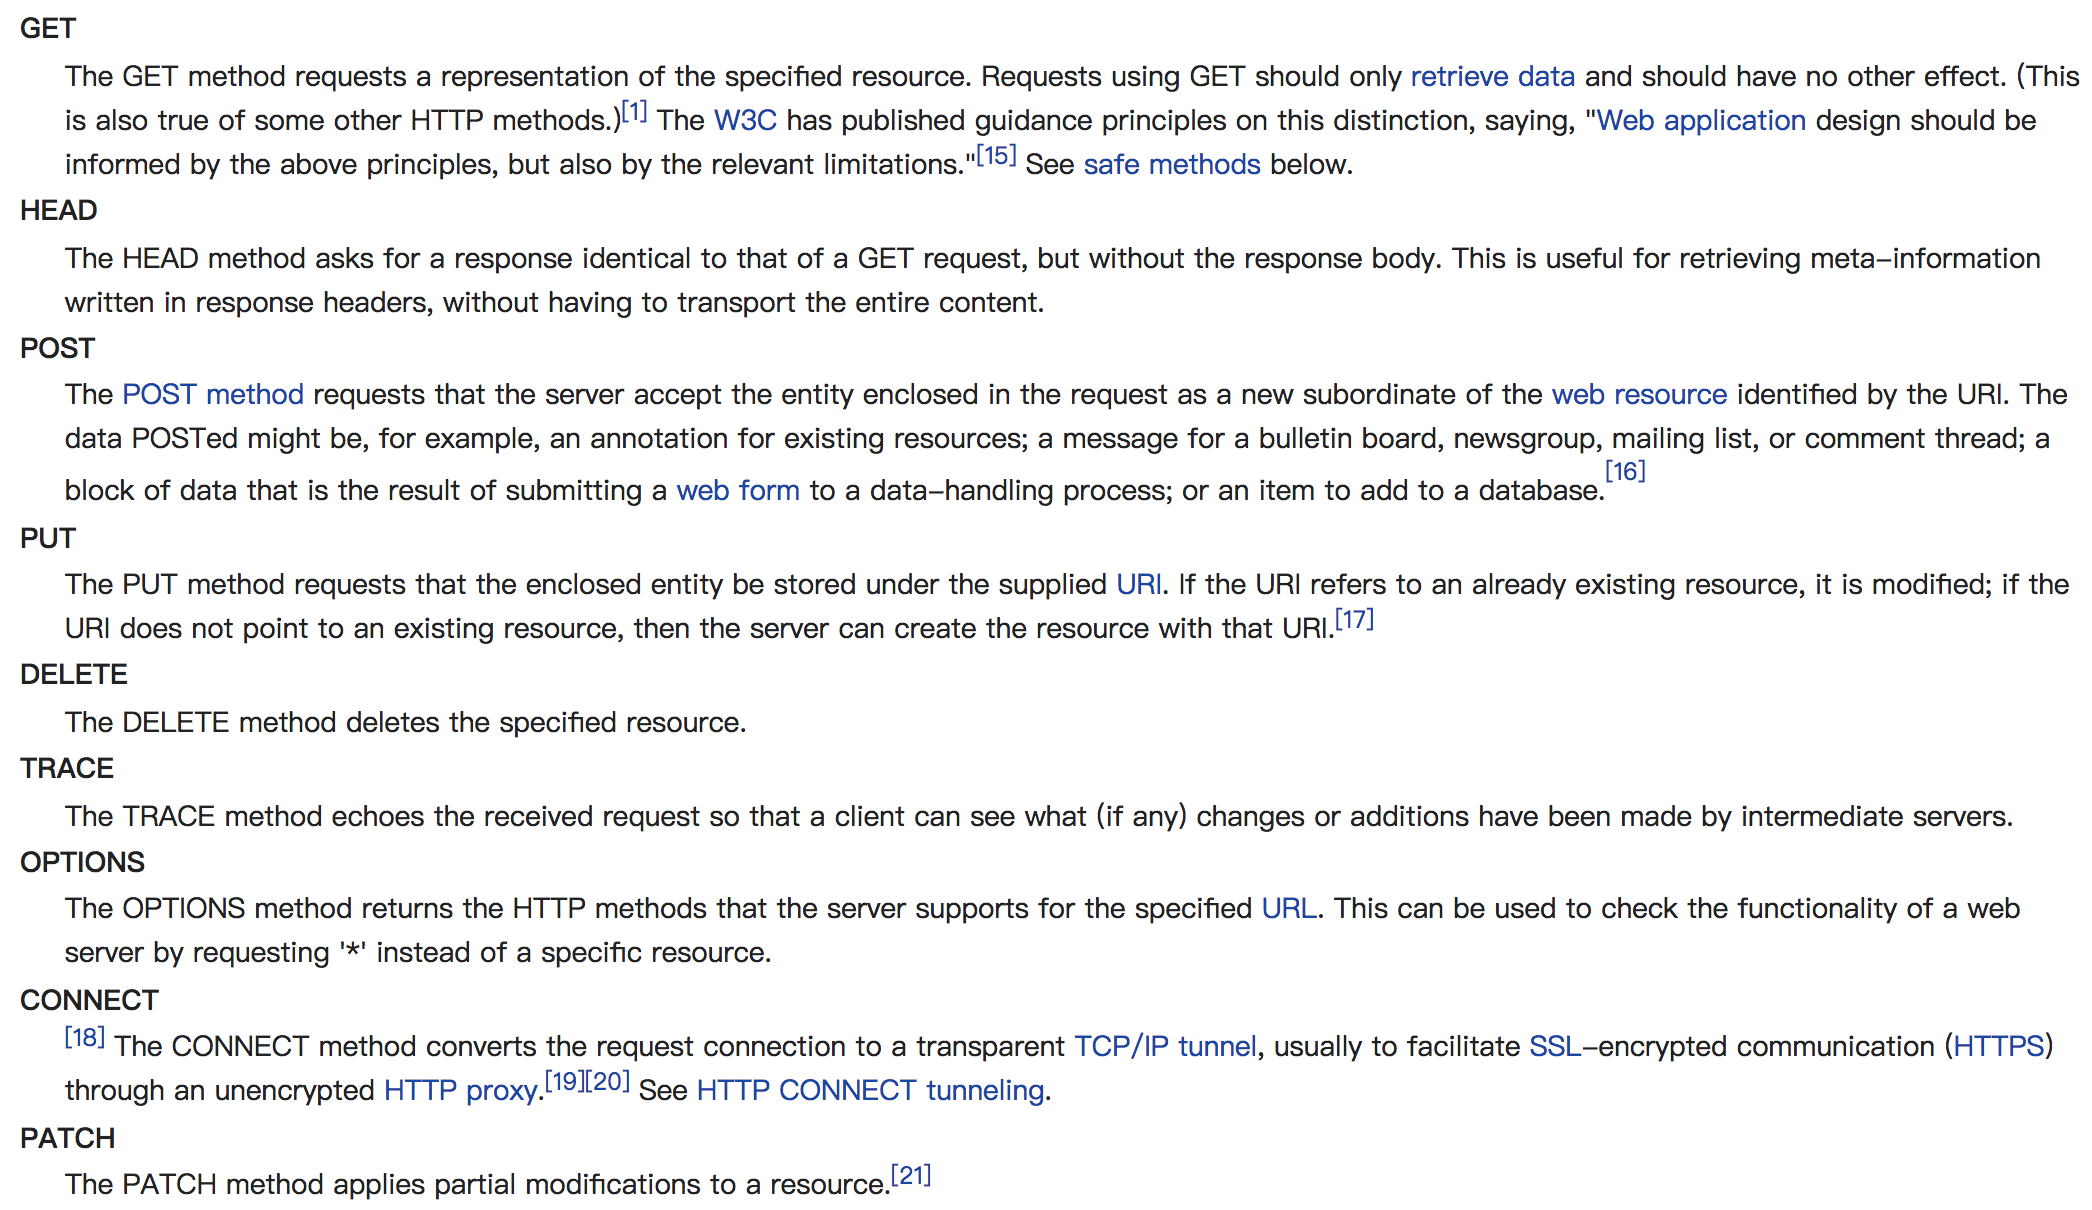 GET
The GET method requests a representation of the specified resource. Requests using GET should only retrieve data and should have no other effect. (This
is also true of some other HTTP methods.)[1] The W3C has published guidance principles on this distinction, saying, "Web application design should be
informed by the above principles, but also by the relevant limitations."[15] See safe methods below.
HEAD
The HEAD method asks for a response identical to that of a GET request, but without the response body. This is useful for retrieving meta-information
written in response headers, without having to transport the entire content.
POST
The POST method requests that the server accept the entity enclosed in the request as a new subordinate of the web resource identified by the URI. The
data POSTed might be, for example, an annotation for existing resources; a message for a bulletin board, newsgroup, mailing list, or comment thread; a
block of data that is the result of submitting a web form to a data-handling process; or an item to add to a database.[16]
PUT
The PUT method requests that the enclosed entity be stored under the supplied URI. If the URI refers to an already existing resource, it is modified; if the
URI does not point to an existing resource, then the server can create the resource with that URI.[17]
DELETE
The DELETE method deletes the specified resource.
TRACE
The TRACE method echoes the received request so that a client can see what (if any) changes or additions have been made by intermediate servers.
OPTIONS
The OPTIONS method returns the HTTP methods that the server supports for the specified URL. This can be used to check the functionality of a web
server by requesting '*' instead of a specific resource.
CONNECT
[18] The CONNECT method converts the request connection to a transparent TCP/IP tunnel, usually to facilitate SSL-encrypted communication (HTTPS)
through an unencrypted HTTP proxy.[19][20] See HTTP CONNECT tunneling.
PATCH
The PATCH method applies partial modifications to a resource.[21]